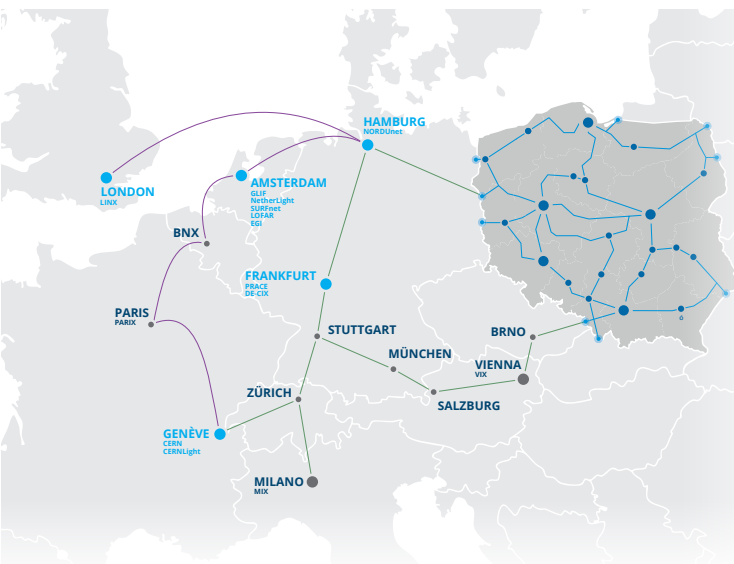 HAMBURG
NORDUnet
LONDON
LINX
AMSTERDAM
GLIF
NetherLight
SURFnet
LOFAR
EGI
BNX
FRANKFURT
PRACE
DE-CIX
PARIS
PARIX
STUTTGART
BRNO
MÜNCHEN
VIENNA
VIX
ZÜRICH
SALZBURG
GENÈVE
CERN
CERNLight
MILANO
MIX